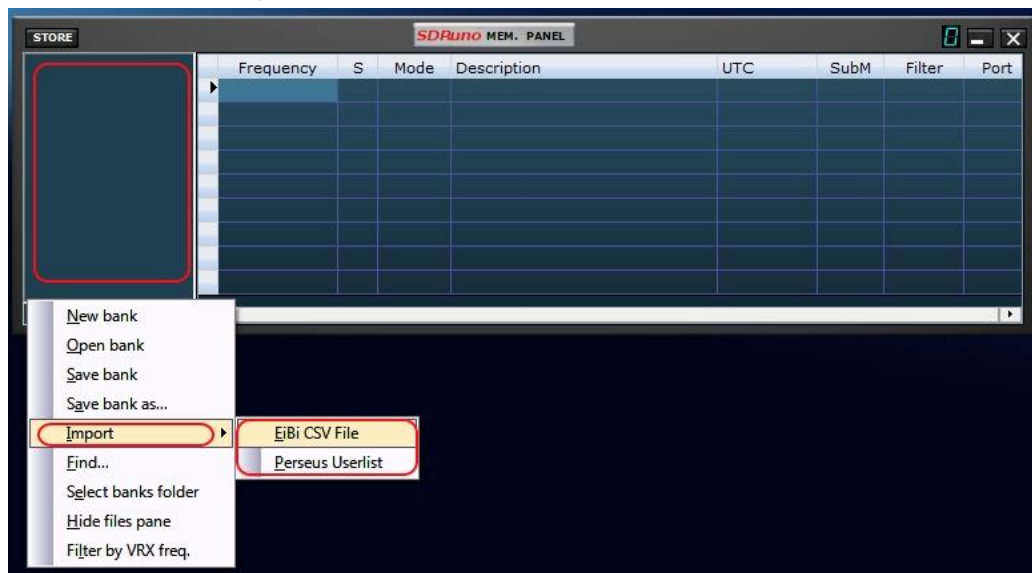 STORE
SDRuno MEM. PANEL
Frequency S Mode Description UTC SubM Filter Port
New bank
Open bank
Save bank
Save bank as...
Import
EiBi CSV File
Find...
Perseus Userlist
Select banks folder
Hide files pane
Filter by VRX freq.